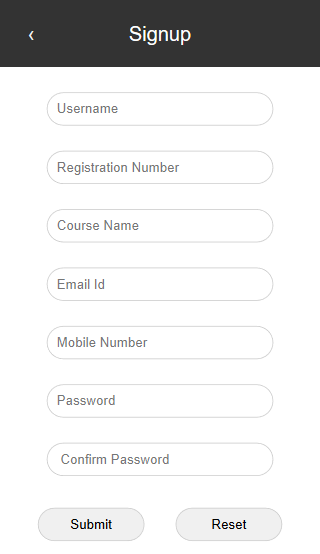 ‹ Signup
Username
Registration Number
Course Name
Email Id
Mobile Number
Password
Confirm Password
Submit Reset